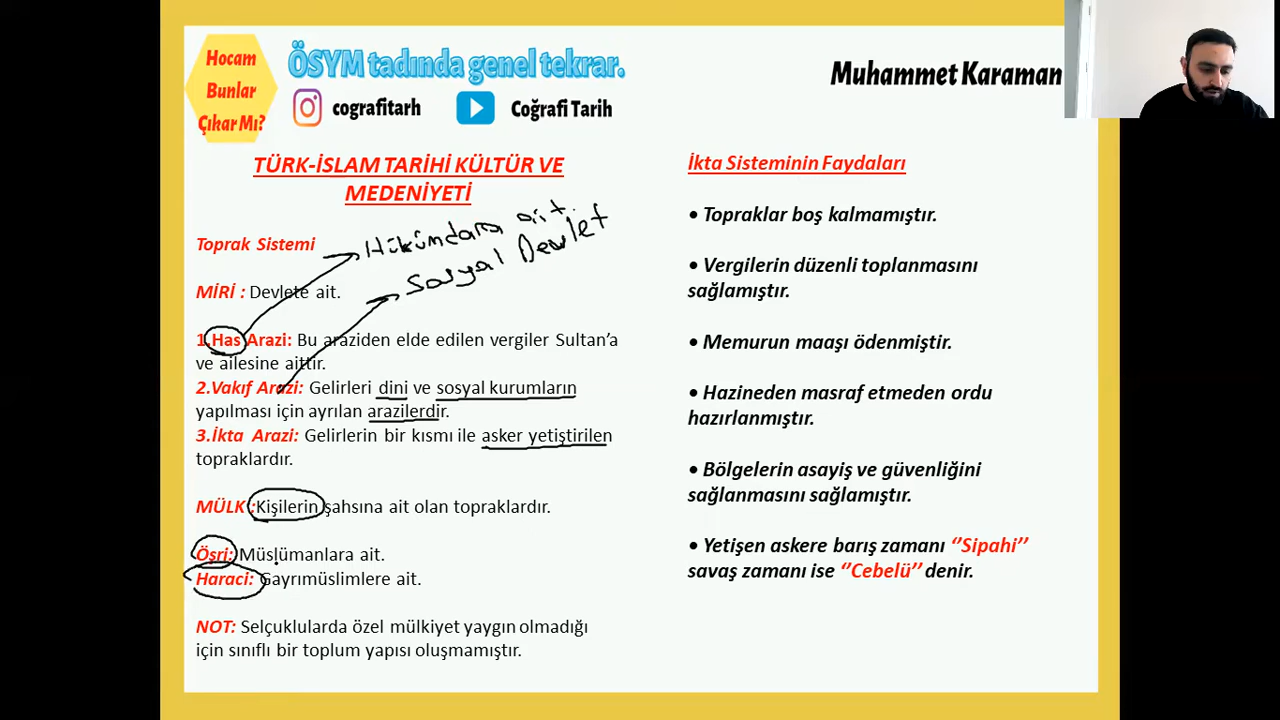 Hocam
Bunlar
Çıkar Mı?
ÖSYM tadında genel tekrar.
cografitarh
Coğrafi Tarih
Muhammet Karaman
TÜRK-İSLAM TARİHİ KÜLTÜR VE
MEDENİYETİ
Hükümdara ait.
Sosyal Devlet
Toprak Sistemi
MİRİ : Devlete ait.
1.Has Arazi: Bu araziden elde edilen vergiler Sultan’a
ve ailesine aittir.
2.Vakıf Arazi: Gelirleri dini ve sosyal kurumların
yapılması için ayrılan arazilerdir.
3.İkta Arazi: Gelirlerin bir kısmı ile asker yetiştirilen
topraklardır.
MÜLK :Kişilerin şahsına ait olan topraklardır.
Öşri: Müslümanlara ait.
Haraci: Gayrımüslimlere ait.
NOT: Selçuklularda özel mülkiyet yaygın olmadığı
için sınıflı bir toplum yapısı oluşmamıştır.
İkta Sisteminin Faydaları
• Topraklar boş kalmamıştır.
• Vergilerin düzenli toplanmasını
sağlamıştır.
• Memurun maaşı ödenmiştir.
• Hazineden masraf etmeden ordu
hazırlanmıştır.
• Bölgelerin asayiş ve güvenliğini
sağlanmasını sağlamıştır.
• Yetişen askere barış zamanı ‘’Sipahi’’
savaş zamanı ise ‘’Cebelü’’ denir.